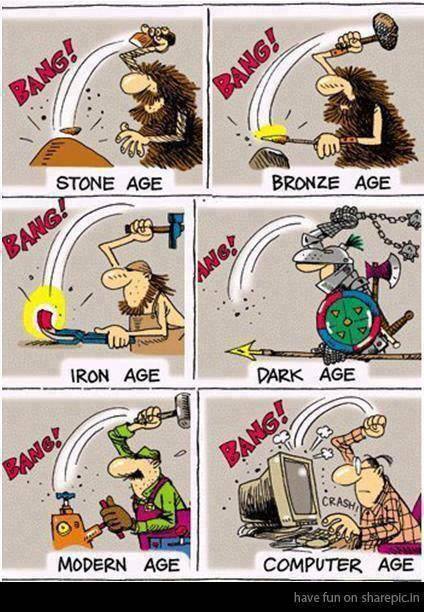 BANG!
STONE AGE
BANG!
BRONZE AGE
BANG!
IRON AGE
ANG!
DARK AGE
BANG!
MODERN AGE
BANG!
CRASH!
COMPUTER AGE
have fun on sharepic.in